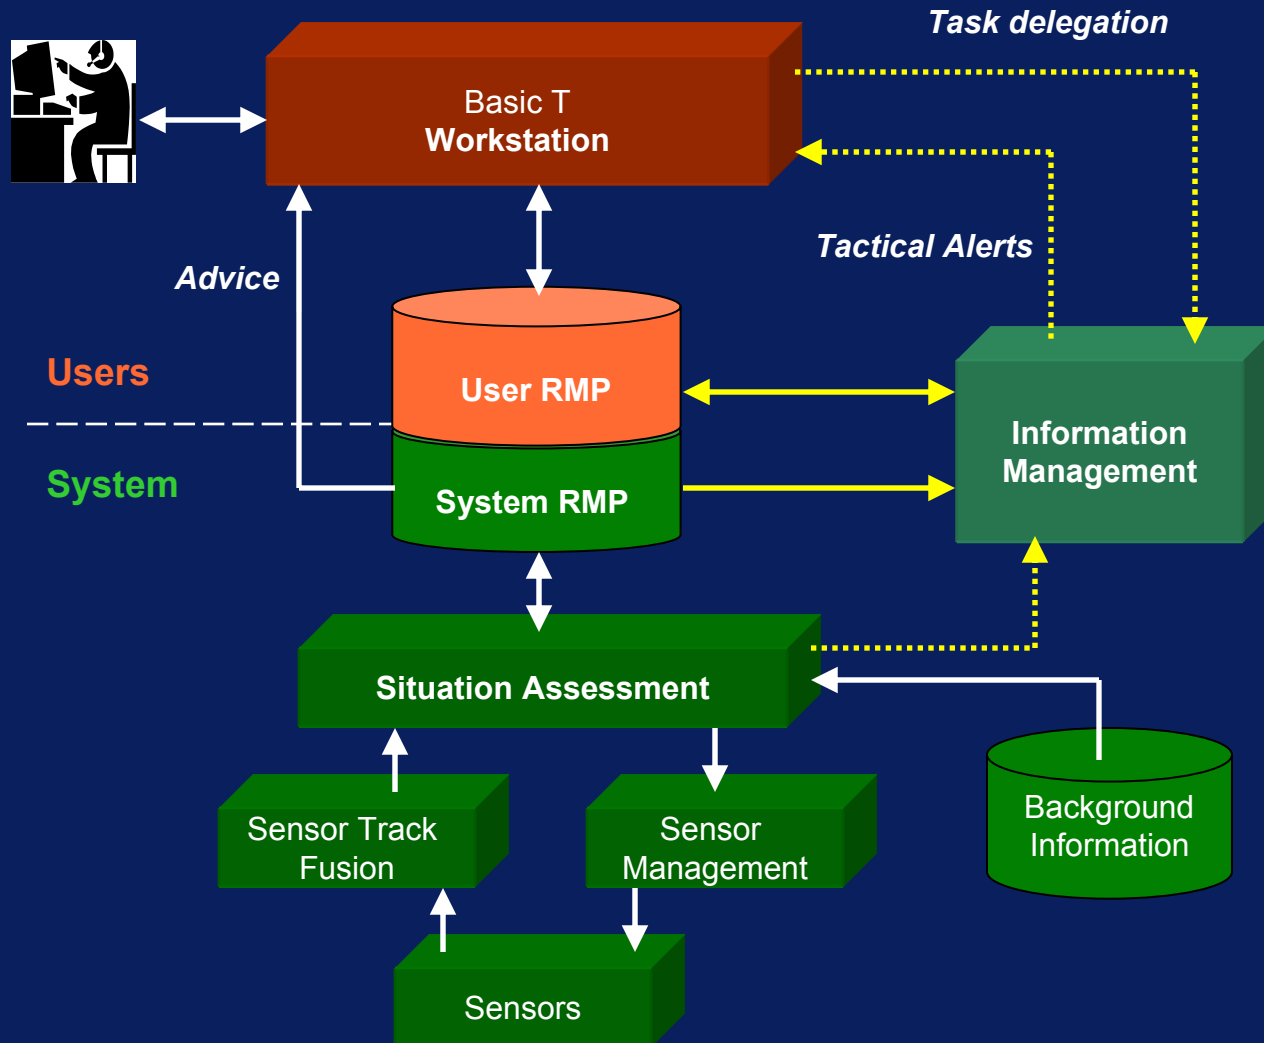 Task delegation
Basic T
Workstation
Tactical Alerts
Advice
Users
User RMP
Information
Management
System
System RMP
Situation Assessment
Sensor Track
Fusion
Sensor
Management
Background
Information
Sensors